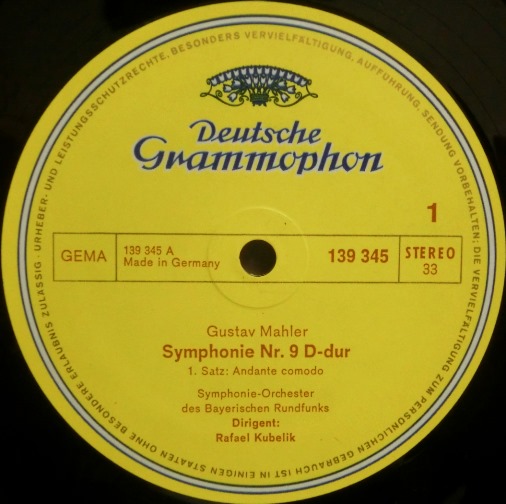 URHEBER- UND LEISTUNGSSCHUTZRECHTE, BESONDERS VERVIELFÄLTIGUNG, AUFFÜHRUNG, SENDUNG VORBEHALTEN; DIE VERVIELFÄLTIGUNG ZUM PERSÖNLICHEN GEBRAUCH IST IN EINIGEN STAATEN OHNE BESONDERE ERLAUBNIS ZULÄSSIG ·
Deutsche
Grammophon
1
GEMA
139 345 A
Made in Germany
139 345
STEREO
33
Gustav Mahler
Symphonie Nr. 9 D-dur
1. Satz: Andante comodo
Symphonie-Orchester
des Bayerischen Rundfunks
Dirigent:
Rafael Kubelik